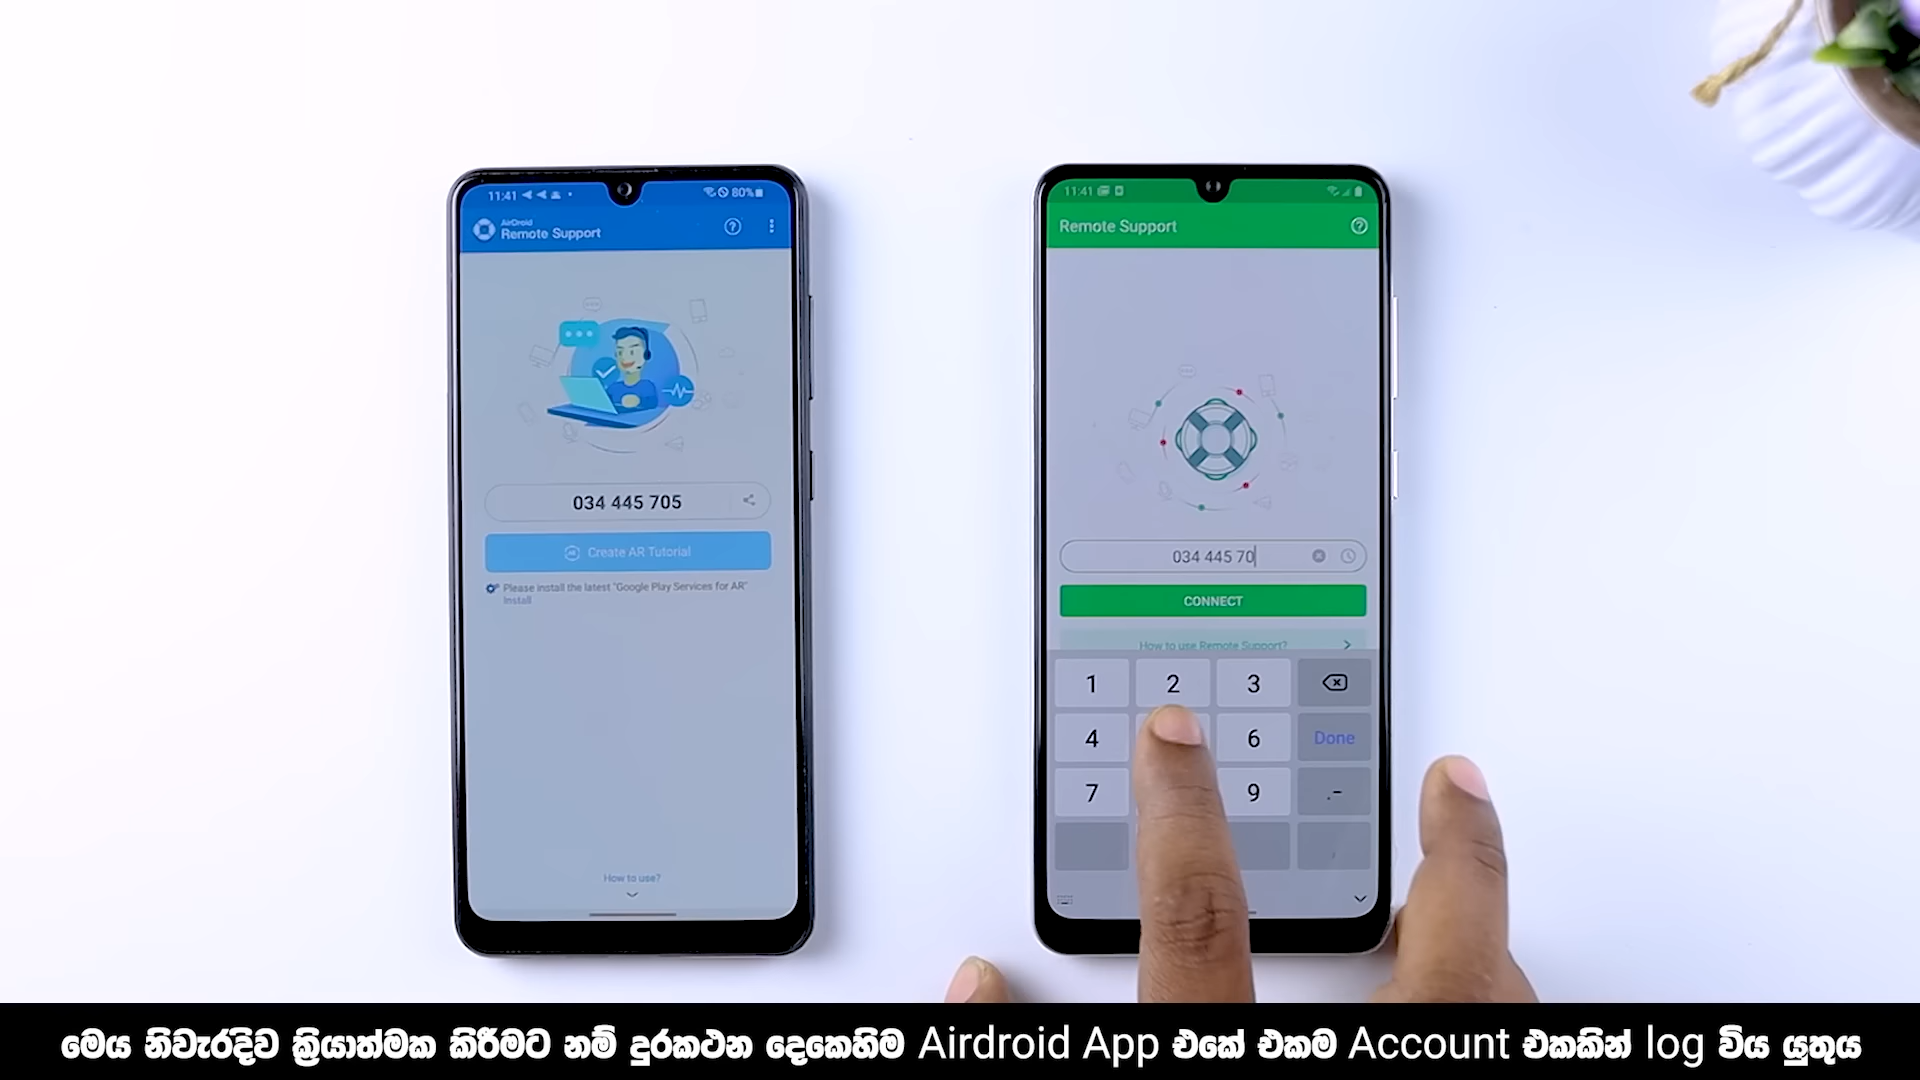 11:41
80%
AirDroid
Remote Support
034 445 705
Create AR Tutorial
Please install the latest "Google Play Services for AR"
Install
How to use?
11:41
Remote Support
034 445 70
CONNECT
How to use Remote Support?
1 2 3
4 6 Done
7 9 .-
,
මෙය නිවැරදිව ක්‍රියාත්මක කිරීමට නම් දුරකථන දෙකෙහිම Airdroid App එකේ එකම Account එකකින් log විය යුතුය